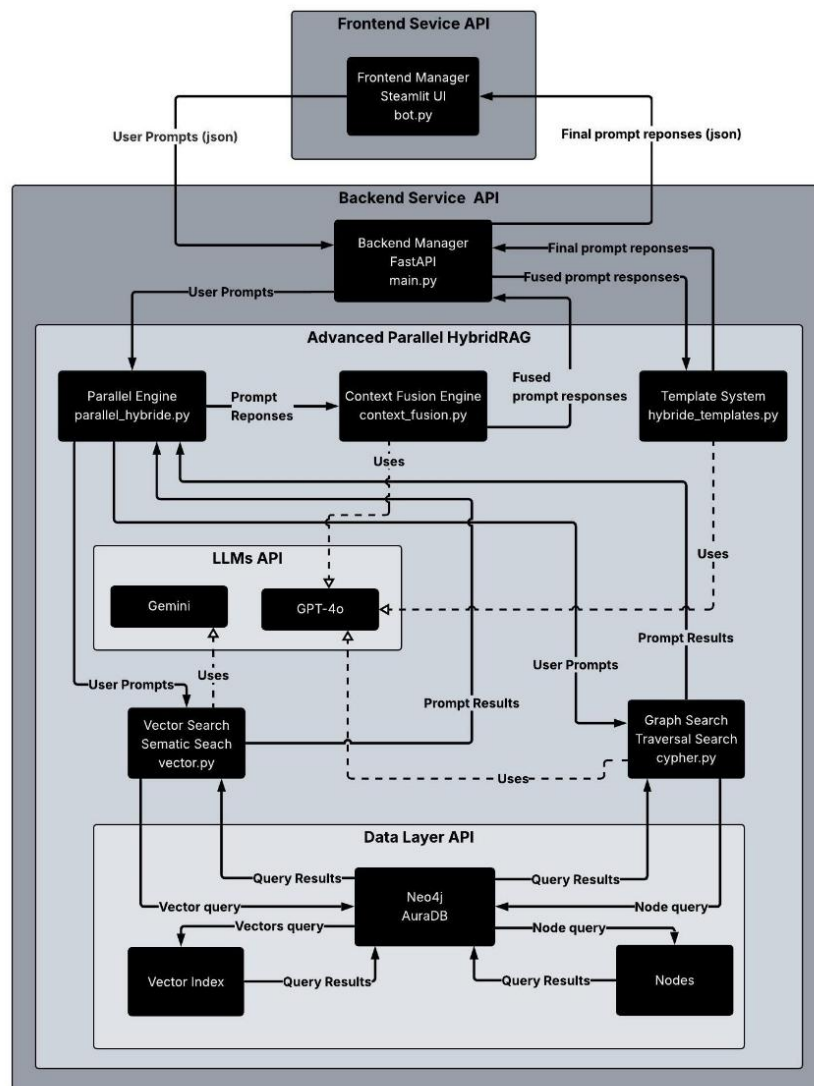 Frontend Sevice API
Frontend Manager
Steamlit UI
bot.py
User Prompts (json)
Final prompt reponses (json)
Backend Service API
Backend Manager
FastAPI
main.py
Final prompt reponses
Fused prompt responses
User Prompts
Advanced Parallel HybridRAG
Parallel Engine
parallel_hybride.py
Prompt
Reponses
Context Fusion Engine
context_fusion.py
Fused
prompt responses
Template System
hybride_templates.py
Uses
LLMs API
Gemini
GPT-4o
Uses
Uses
User Prompts
Prompt Results
User Prompts
Prompt Results
Vector Search
Sematic Seach
vector.py
Graph Search
Traversal Search
cypher.py
Uses
Data Layer API
Query Results
Neo4j
AuraDB
Query Results
Vector query
Node query
Vectors query
Node query
Vector Index
Query Results
Query Results
Nodes